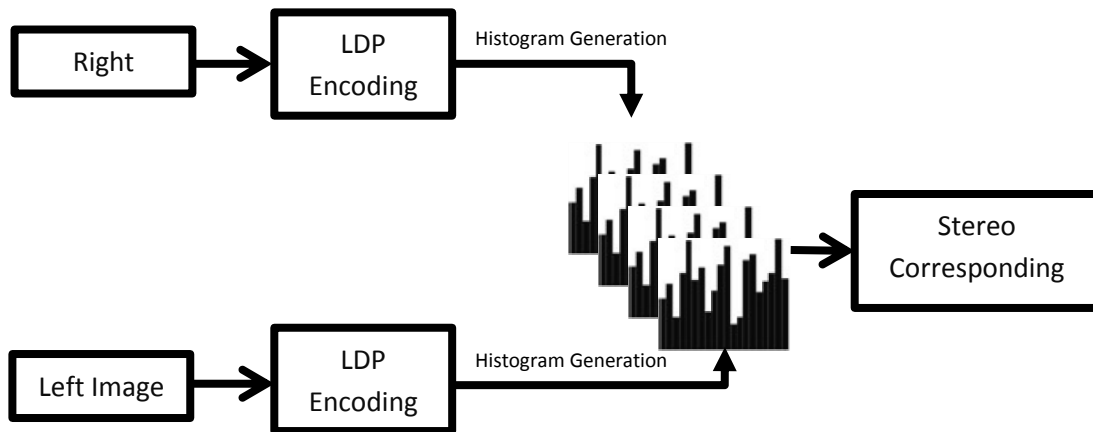 Right
LDP
Encoding
Histogram Generation
Stereo
Corresponding
Left Image
LDP
Encoding
Histogram Generation